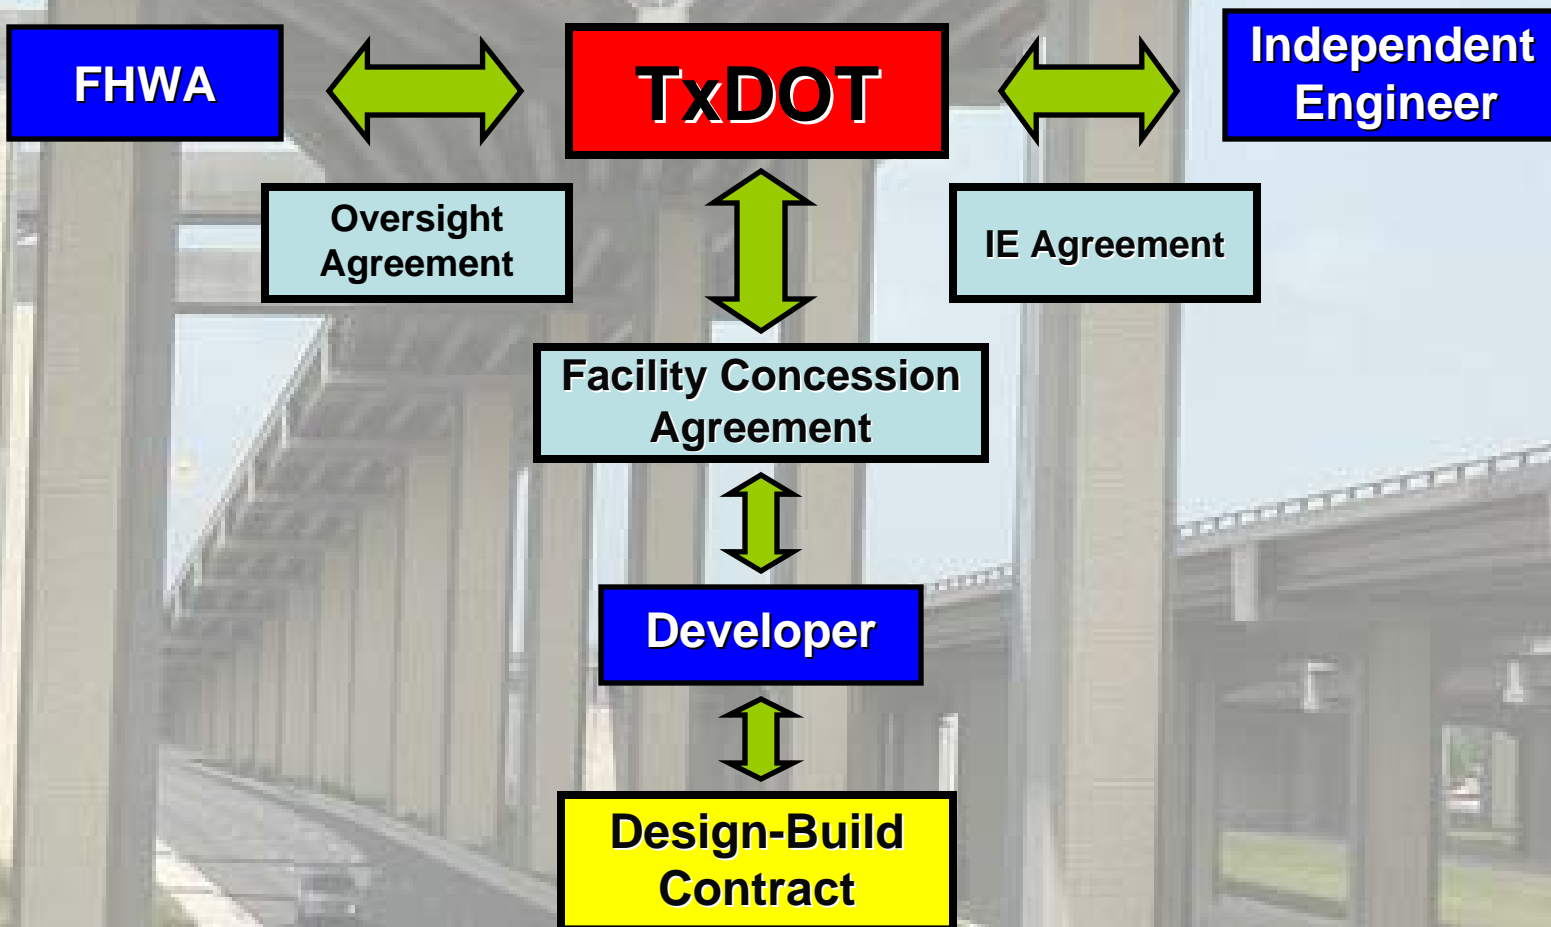 FHWA
TxDOT
Independent
Engineer
Oversight
Agreement
IE Agreement
Facility Concession
Agreement
Developer
Design-Build
Contract